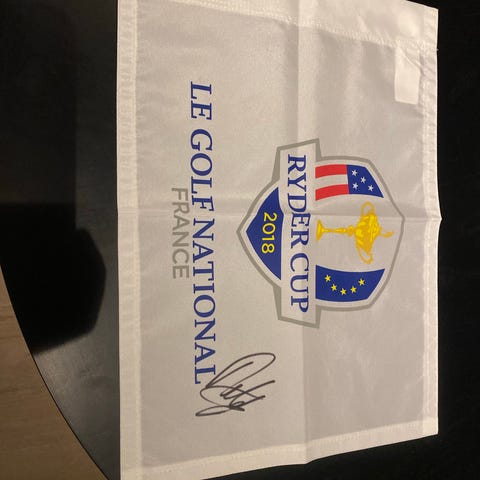 RYDER CUP
2018
LE GOLF NATIONAL
FRANCE